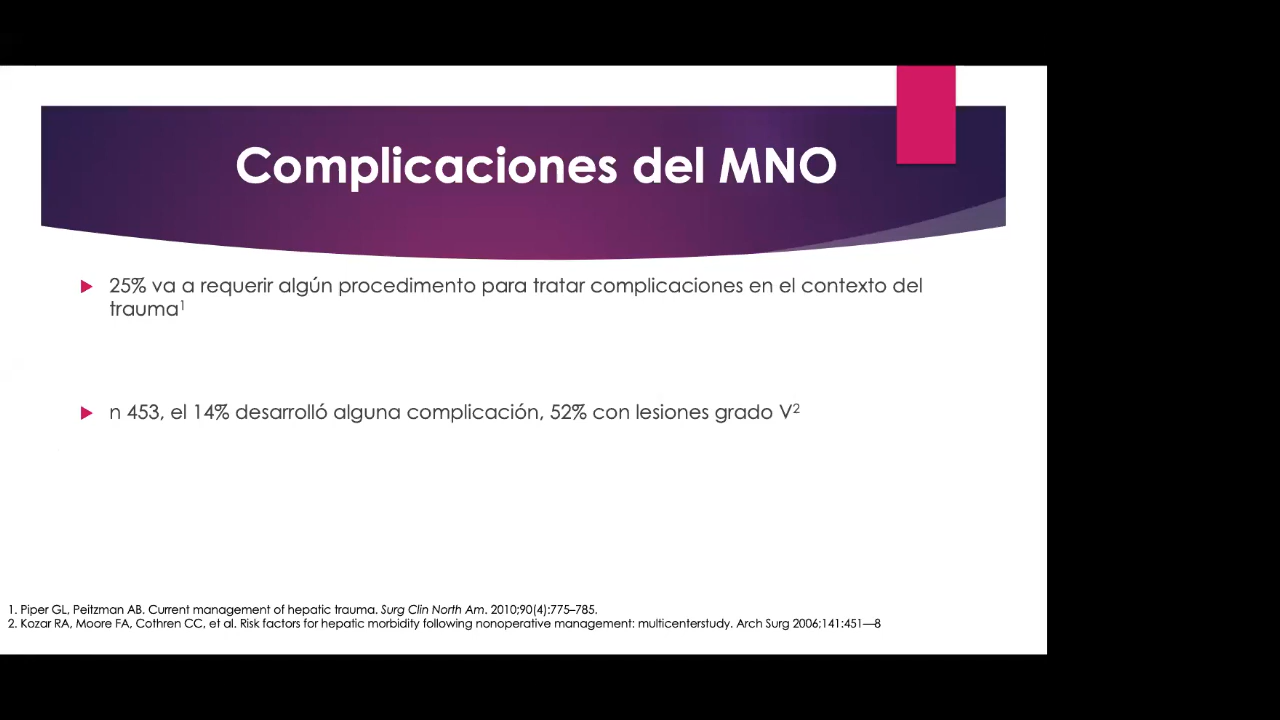 Complicaciones del MNO
25% va a requerir algún procedimento para tratar complicaciones en el contexto del
trauma¹
n 453, el 14% desarrolló alguna complicación, 52% con lesiones grado V²
1. Piper GL, Peitzman AB. Current management of hepatic trauma. Surg Clin North Am. 2010;90(4):775–785.
2. Kozar RA, Moore FA, Cothren CC, et al. Risk factors for hepatic morbidity following nonoperative management: multicenterstudy. Arch Surg 2006;141:451—8